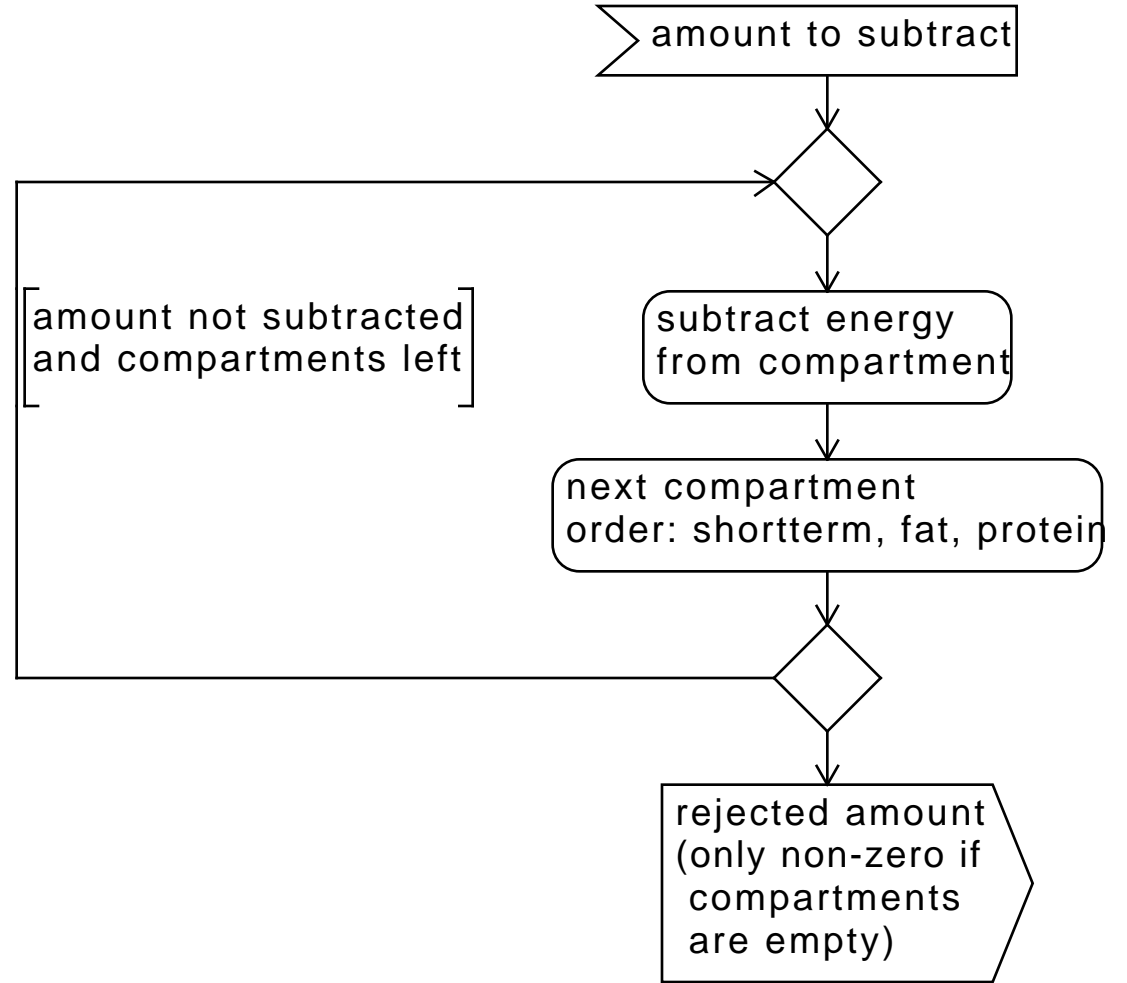 amount to subtract
amount not subtracted
and compartments left
subtract energy
from compartment
next compartment
order: shortterm, fat, protein
rejected amount
(only non-zero if
compartments
are empty)